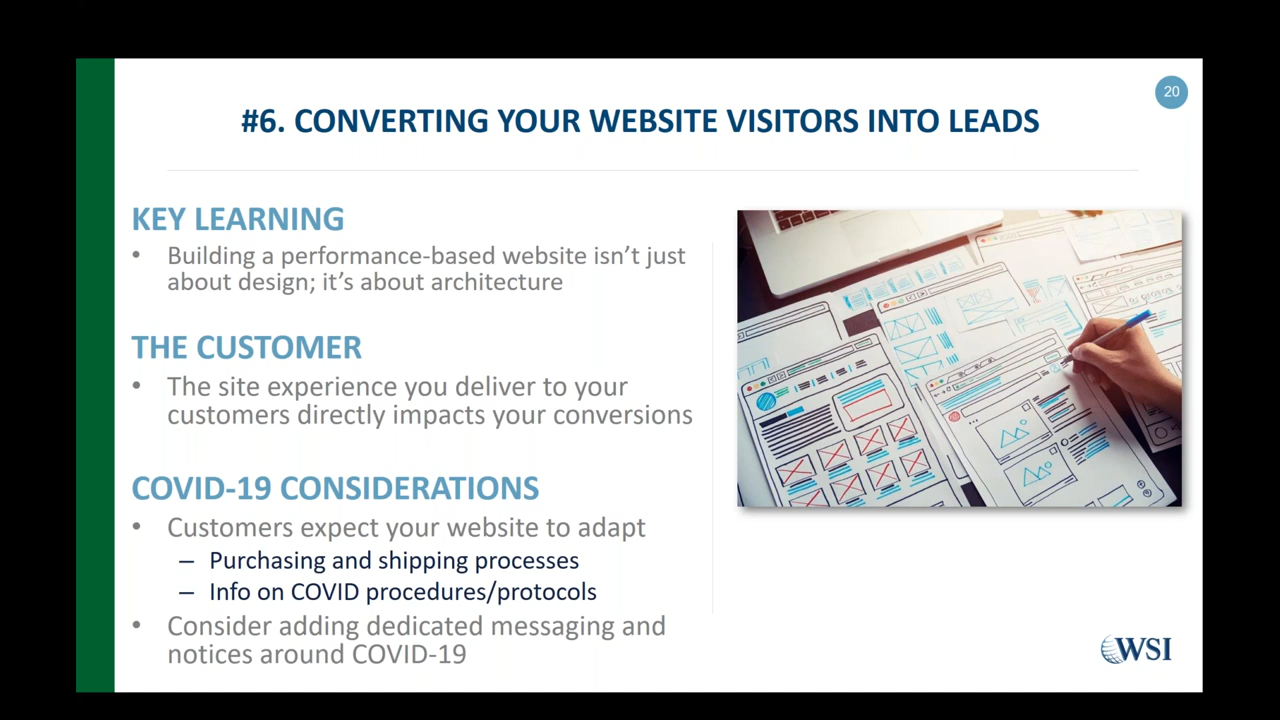 20
#6. CONVERTING YOUR WEBSITE VISITORS INTO LEADS
KEY LEARNING
• Building a performance-based website isn’t just
about design; it’s about architecture
THE CUSTOMER
• The site experience you deliver to your
customers directly impacts your conversions
COVID-19 CONSIDERATIONS
• Customers expect your website to adapt
– Purchasing and shipping processes
– Info on COVID procedures/protocols
• Consider adding dedicated messaging and
notices around COVID-19
WSI